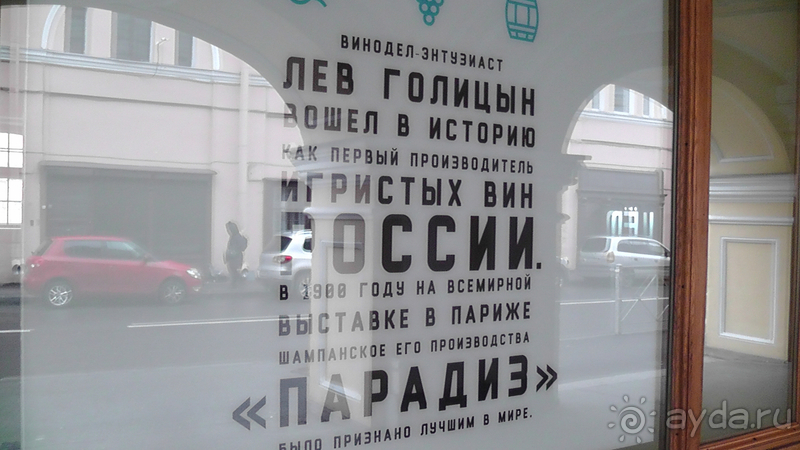 ВИНОДЕЛ-ЭНТУЗИАСТ
ЛЕВ ГОЛИЦЫН
ВОШЕЛ В ИСТОРИЮ
КАК ПЕРВЫЙ ПРОИЗВОДИТЕЛЬ
ИГРИСТЫХ ВИН
РОССИИ.
В 1900 ГОДУ НА ВСЕМИРНОЙ
ВЫСТАВКЕ В ПАРИЖЕ
ШАМПАНСКОЕ ЕГО ПРОИЗВОДСТВА
«ПАРАДИЗ»
БЫЛО ПРИЗНАНО ЛУЧШИМ В МИРЕ.
ayda.ru